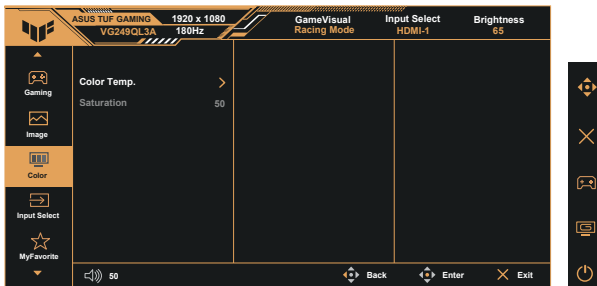 ASUS TUF GAMING 1920 x 1080
VG249QL3A 180Hz
GameVisual
Racing Mode
Input Select
HDMI-1
Brightness
65
Gaming
Image
Color
Input Select
MyFavorite
Color Temp.
Saturation 50
50
Back
Enter
Exit